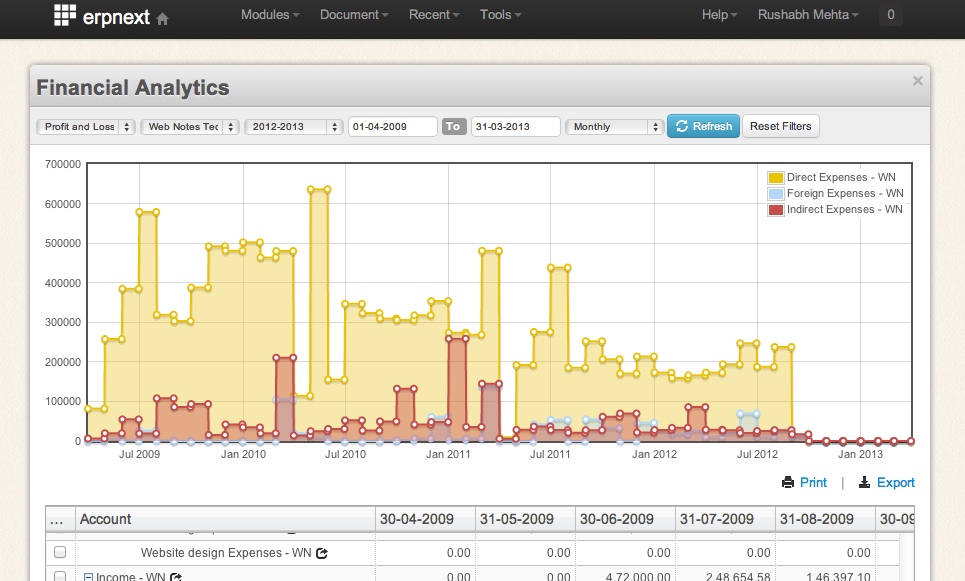 erpnext Modules Document Recent Tools Help Rushabh Mehta 0
Financial Analytics ×
Profit and Loss Web Notes Tec 2012-2013 01-04-2009 To 31-03-2013 Monthly Refresh Reset Filters
700000
600000
500000
400000
300000
200000
100000
0
Direct Expenses - WN
Foreign Expenses - WN
Indirect Expenses - WN
Jul 2009 Jan 2010 Jul 2010 Jan 2011 Jul 2011 Jan 2012 Jul 2012 Jan 2013
Print | Export
... Account 30-04-2009 31-05-2009 30-06-2009 31-07-2009 31-08-2009 30-09
Website design Expenses - WN 0.00 0.00 0.00 0.00 0.00
Income - WN 0.00 0.00 4,72,000.00 2,48,654.58 1,46,397.10